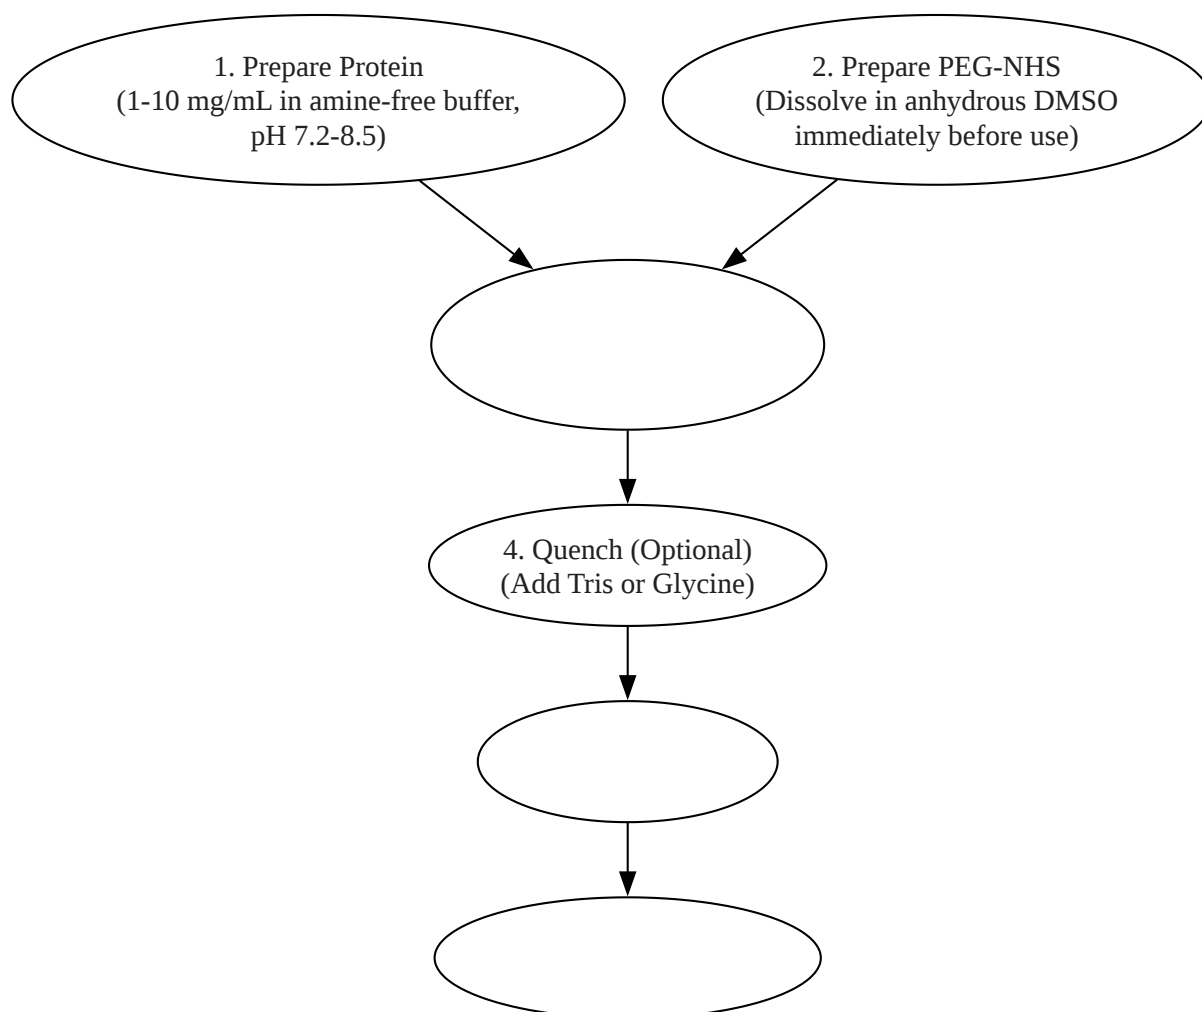 1. Prepare Protein
(1-10 mg/mL in amine-free buffer,
pH 7.2-8.5)
2. Prepare PEG-NHS
(Dissolve in anhydrous DMSO
immediately before use)
4. Quench (Optional)
(Add Tris or Glycine)